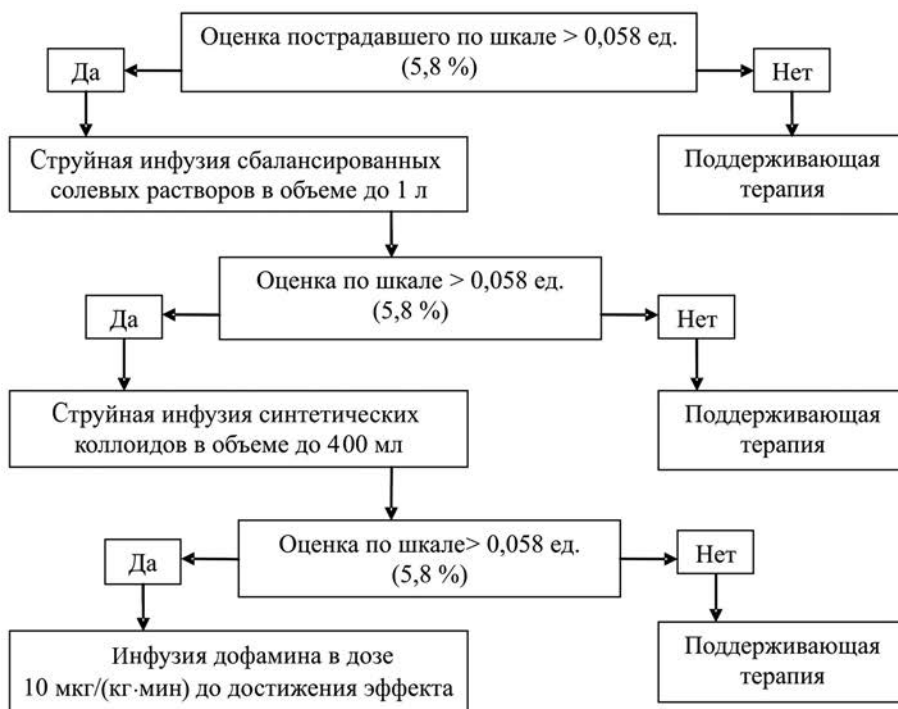 Оценка пострадавшего по шкале > 0,058 ед.
(5,8 %)
Да
Нет
Струйная инфузия сбалансированных
солевых растворов в объеме до 1 л
Поддерживающая
терапия
Оценка по шкале > 0,058 ед.
(5,8 %)
Да
Нет
Струйная инфузия синтетических
коллоидов в объеме до 400 мл
Поддерживающая
терапия
Оценка по шкале> 0,058 ед.
(5,8 %)
Да
Нет
Инфузия дофамина в дозе
10 мкг/(кг·мин) до достижения эффекта
Поддерживающая
терапия